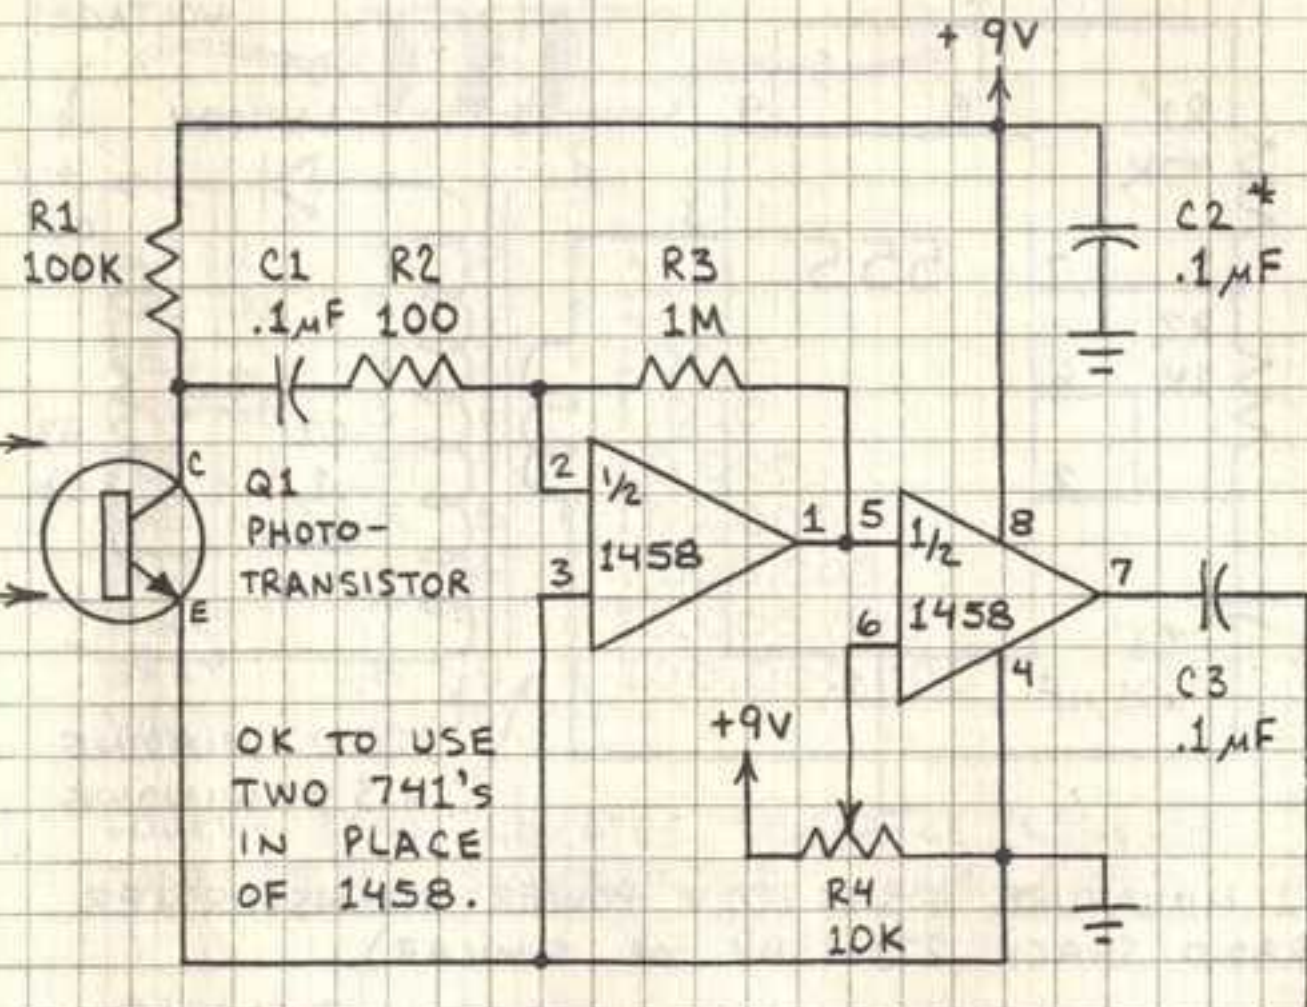 + 9V
R1
100K
C1
.1μF
R2
100
R3
1M
C2 *
.1μF
C
Q1
PHOTO-
TRANSISTOR
E
2
1/2
1458
3
1
5
1/2
1458
6
8
7
4
C3
.1μF
+9V
R4
10K
OK TO USE
TWO 741's
IN PLACE
OF 1458.